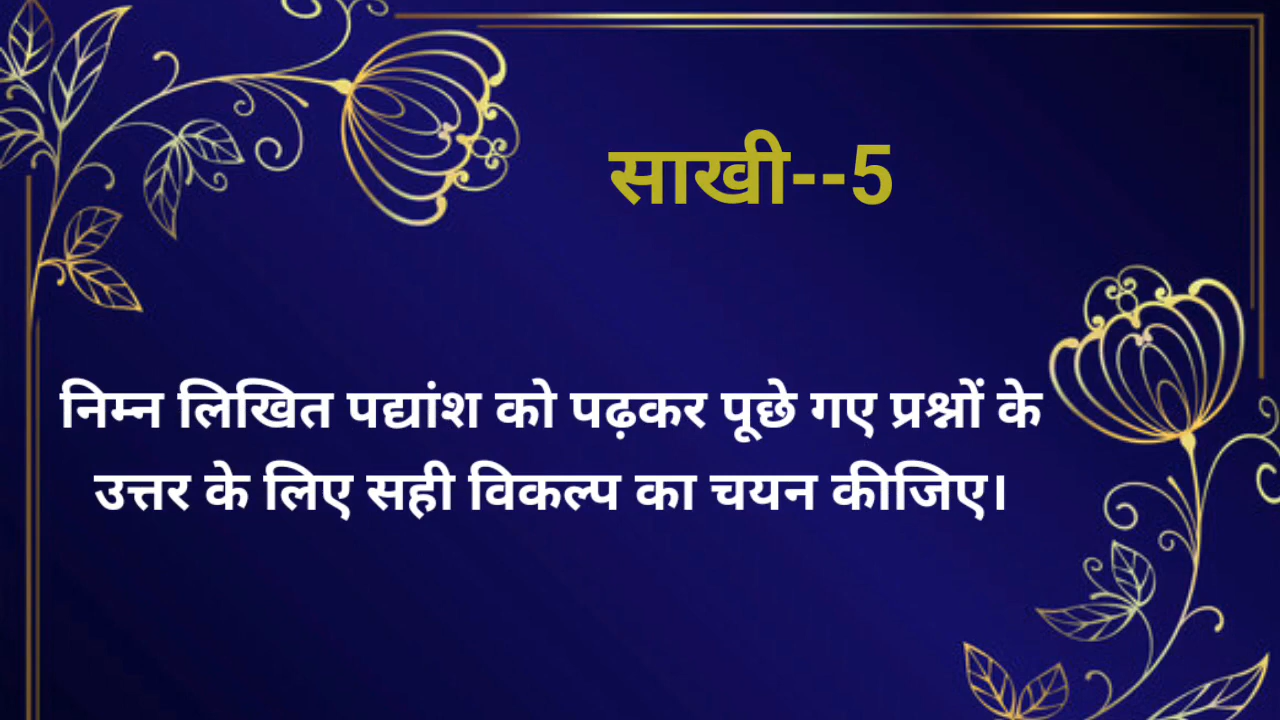 साखी--5
निम्न लिखित पद्यांश को पढ़कर पूछे गए प्रश्नों के
उत्तर के लिए सही विकल्प का चयन कीजिए।